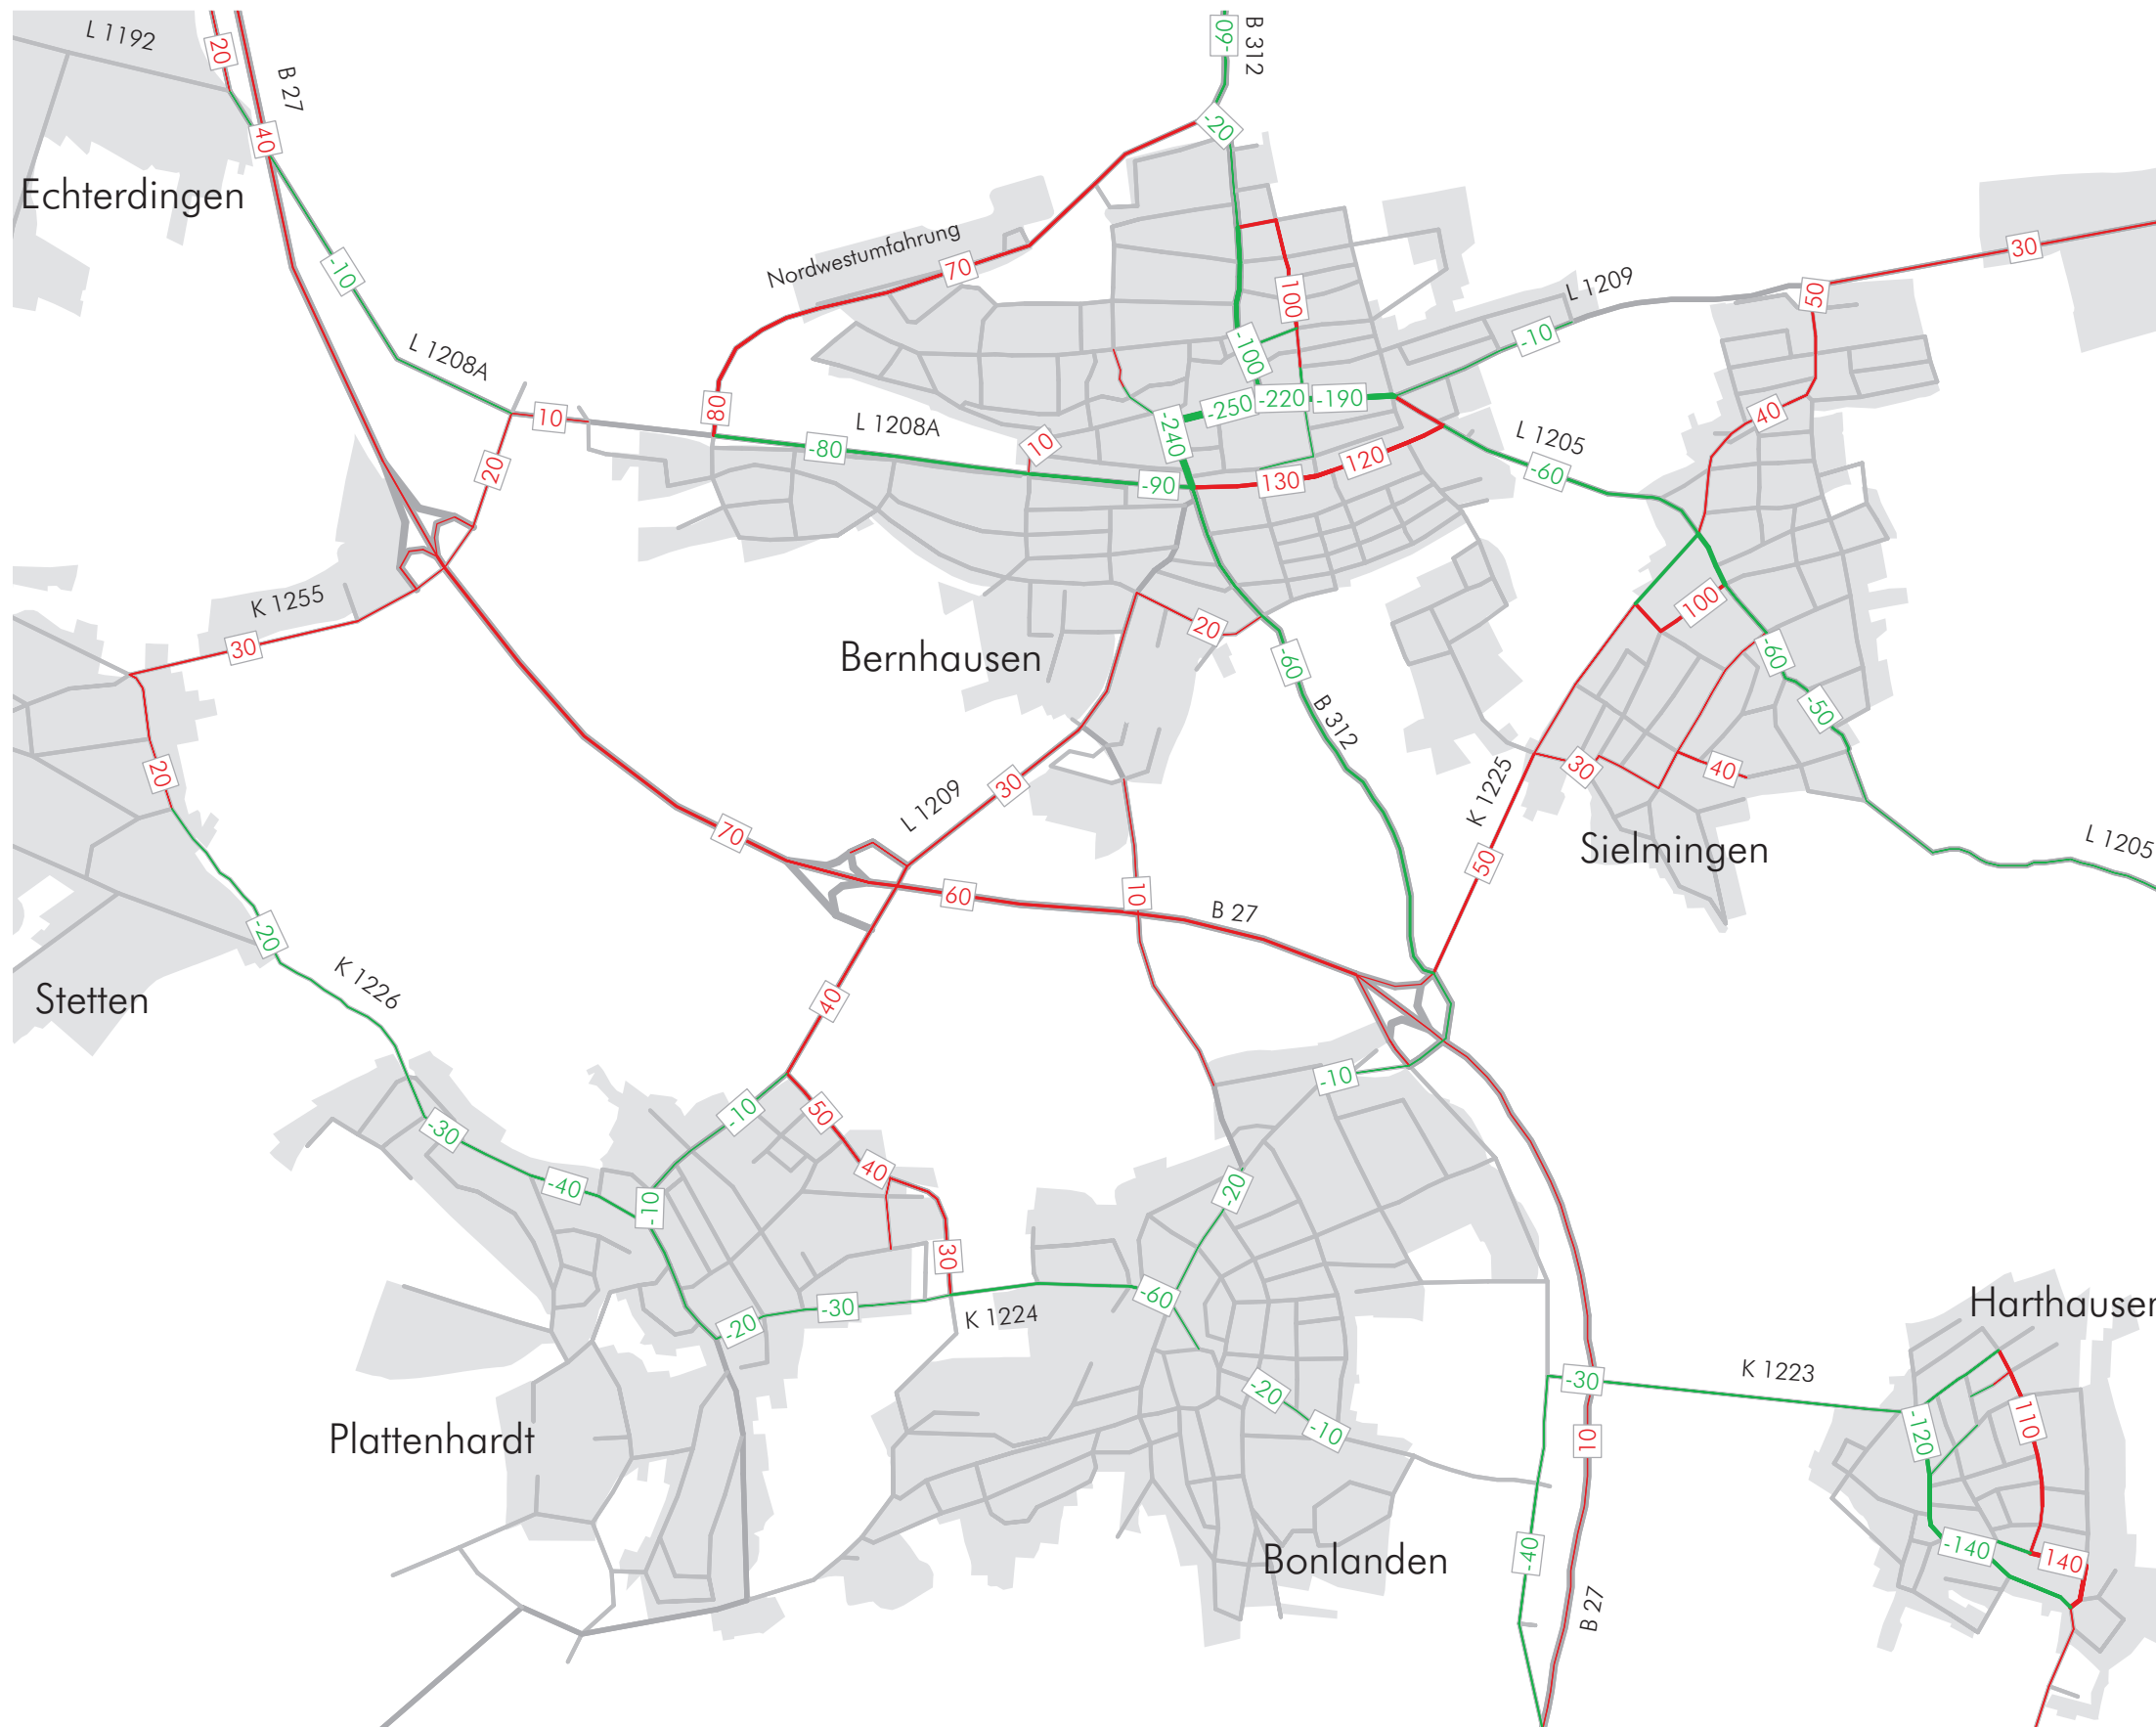 L 1192
20
B 27
-60
B 312
40
-20
Echterdingen
Nordwestumfahrung
70
30
-10
L 1209
50
100
-10
L 1208A
-100
10
80
L 1208A
-250
-220
-190
40
-240
L 1205
-80
10
120
20
-90
130
-60
K 1255
100
30
20
Bernhausen
-60
-60
B 312
-50
20
30
40
30
K 1225
L 1209
70
Sielmingen
L 1205
50
60
10
B 27
-20
K 1226
Stetten
40
-10
-10
50
-30
40
-40
-20
-10
30
-60
Harthausen
-30
K 1224
-20
-30
K 1223
-20
-10
110
-120
10
Plattenhardt
-40
-140
140
Bonlanden
B 27